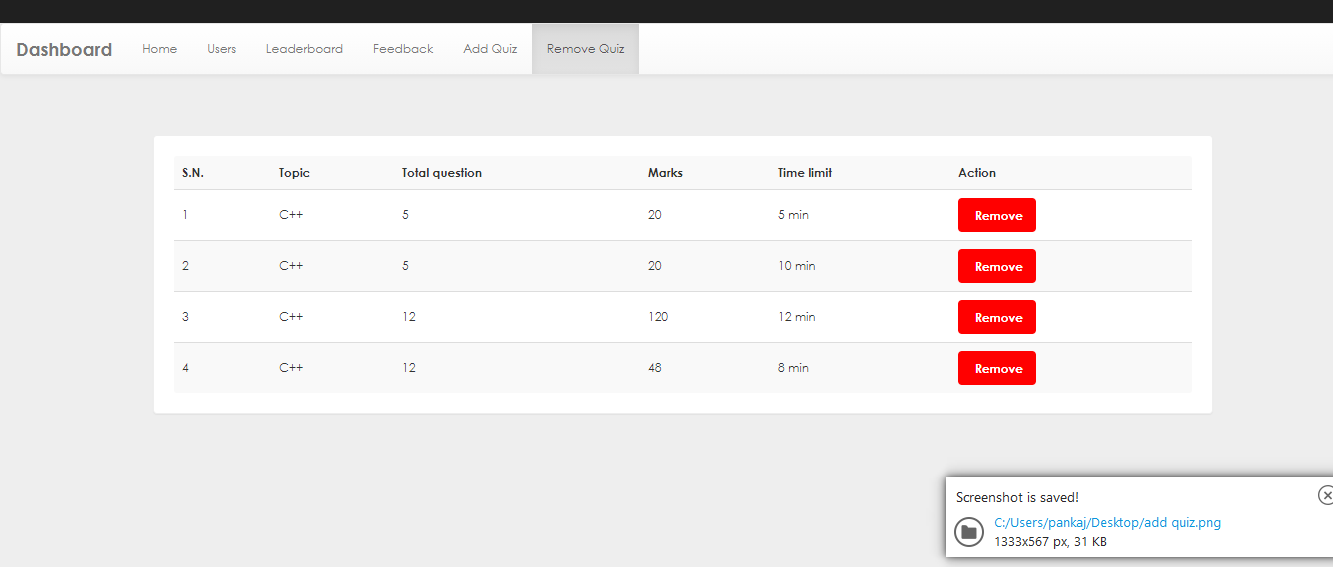 Dashboard Home Users Leaderboard Feedback Add Quiz Remove Quiz
S.N. Topic Total question Marks Time limit Action
1 C++ 5 20 5 min Remove
2 C++ 5 20 10 min Remove
3 C++ 12 120 12 min Remove
4 C++ 12 48 8 min Remove
Screenshot is saved!
C:/Users/pankaj/Desktop/add quiz.png
1333x567 px, 31 KB